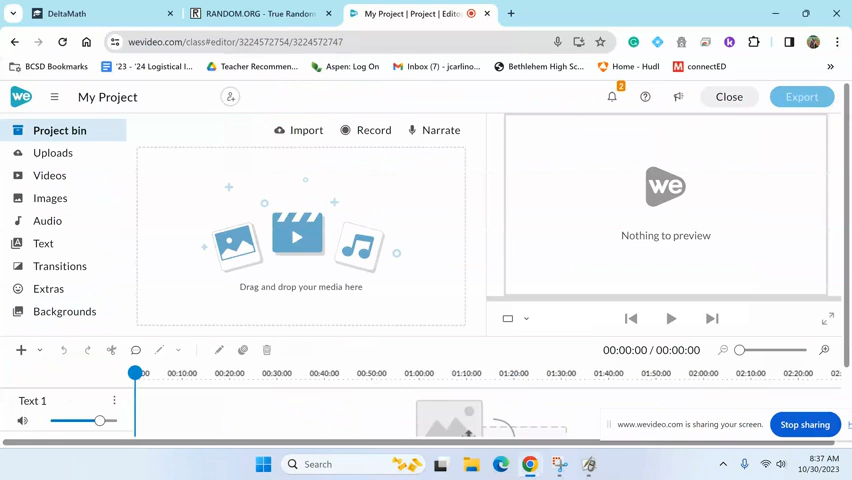 DeltaMath
RANDOM.ORG - True Random
My Project | Project | Editor
wevideo.com/class#editor/3224572754/3224572747
BCSD Bookmarks
'23 - '24 Logistical I...
Teacher Recommen...
Aspen: Log On
Inbox (7) - jcarlino...
Bethlehem High Sc...
Home - Hudl
connectED
we
My Project
2
Close
Export
Project bin
Uploads
Videos
Images
Audio
Text
Transitions
Extras
Backgrounds
Import
Record
Narrate
Drag and drop your media here
we
Nothing to preview
00:00:00 / 00:00:00
00:10:00
00:20:00
00:30:00
00:40:00
00:50:00
01:00:00
01:10:00
01:20:00
01:30:00
01:40:00
01:50:00
02:00:00
02:10:00
02:20:00
02:
Text 1
www.wevideo.com is sharing your screen.
Stop sharing
Search
8:37 AM
10/30/2023